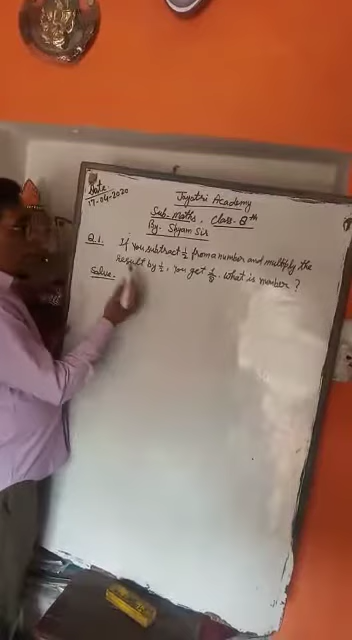 Date
17-04-2020
Jayatri Academy
Sub- maths, Class- 8th
By- Shyam Sir
Q.1. If you subtract 1/2 from a number and multiply the
result by 1/2, you get 1/8. what is number?
Solve.